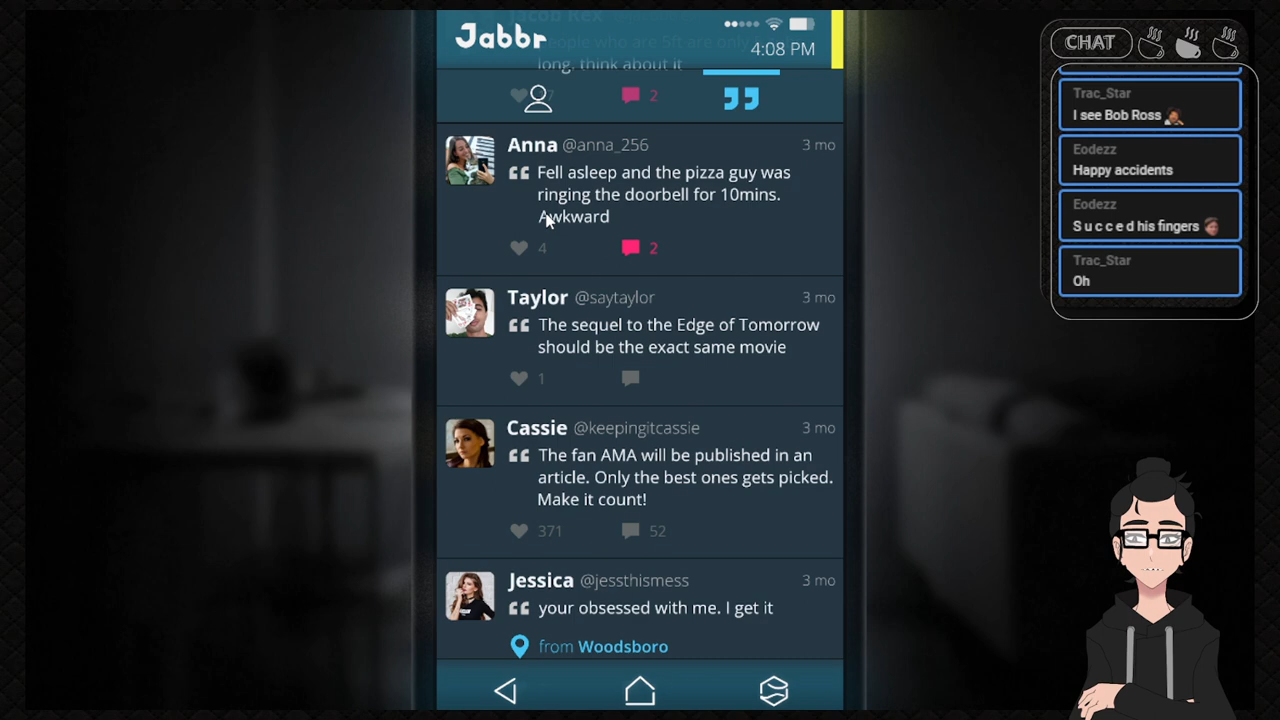 Jabbr
4:08 PM
long, think about it
2
Anna @anna_256 3 mo
Fell asleep and the pizza guy was
ringing the doorbell for 10mins.
Awkward
4 2
Taylor @saytaylor 3 mo
The sequel to the Edge of Tomorrow
should be the exact same movie
1
Cassie @keepingitcassie 3 mo
The fan AMA will be published in an
article. Only the best ones gets picked.
Make it count!
371 52
Jessica @jessthismess 3 mo
your obsessed with me. I get it
from Woodsboro
CHAT
Trac_Star
I see Bob Ross
Eodezz
Happy accidents
Eodezz
S u c c e d his fingers
Trac_Star
Oh